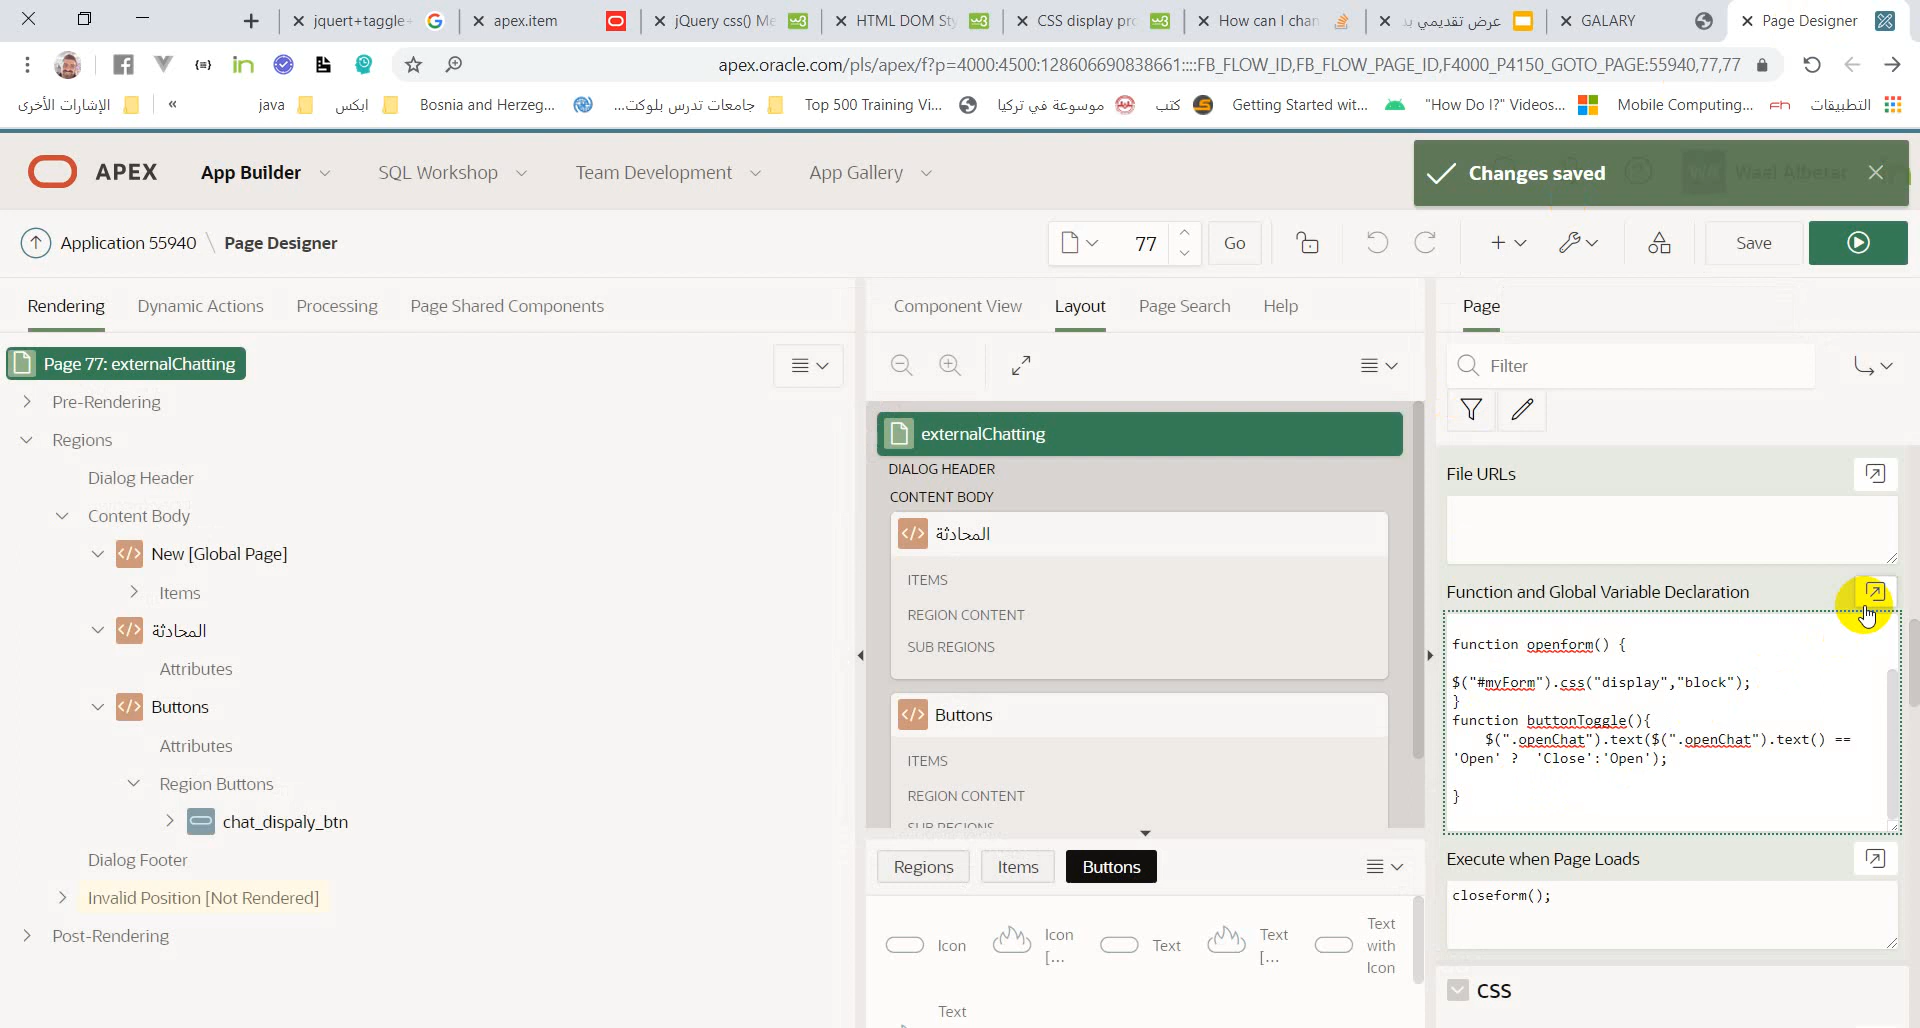 jquert+taggle-
apex.item
jQuery css() Me
HTML DOM Sty
CSS display pro
How can I chan
عرض تقديمي بد
GALARY
Page Designer
apex.oracle.com/pls/apex/f?p=4000:4500:128606690838661::::FB_FLOW_ID,FB_FLOW_PAGE_ID,F4000_P4150_GOTO_PAGE:55940,77,77
الإشارات الأخرى
«
java
ابكس
Bosnia and Herzeg...
جامعات تدرس بلوكت...
Top 500 Training Vi...
موسوعة في تركيا
كتب
Getting Started wit...
"How Do I?" Videos...
Mobile Computing...
التطبيقات
APEX
App Builder
SQL Workshop
Team Development
App Gallery
Changes saved
Application 55940 \ Page Designer
77
Go
Save
Rendering
Dynamic Actions
Processing
Page Shared Components
Component View
Layout
Page Search
Help
Page
Page 77: externalChatting
Pre-Rendering
Regions
Dialog Header
Content Body
New [Global Page]
Items
المحادثة
Attributes
Buttons
Attributes
Region Buttons
chat_dispaly_btn
Dialog Footer
Invalid Position [Not Rendered]
Post-Rendering
externalChatting
DIALOG HEADER
CONTENT BODY
المحادثة
ITEMS
REGION CONTENT
SUB REGIONS
Buttons
ITEMS
REGION CONTENT
SUB REGIONS
Regions
Items
Buttons
Icon
Icon [...
Text
Text [...
Text with Icon
Text
Filter
File URLs
Function and Global Variable Declaration
function openform() {
$("#myForm").css("display","block");
}
function buttonToggle(){
$(".openChat").text($(".openChat").text() ==
'Open' ? 'Close':'Open');
}
Execute when Page Loads
closeform();
CSS